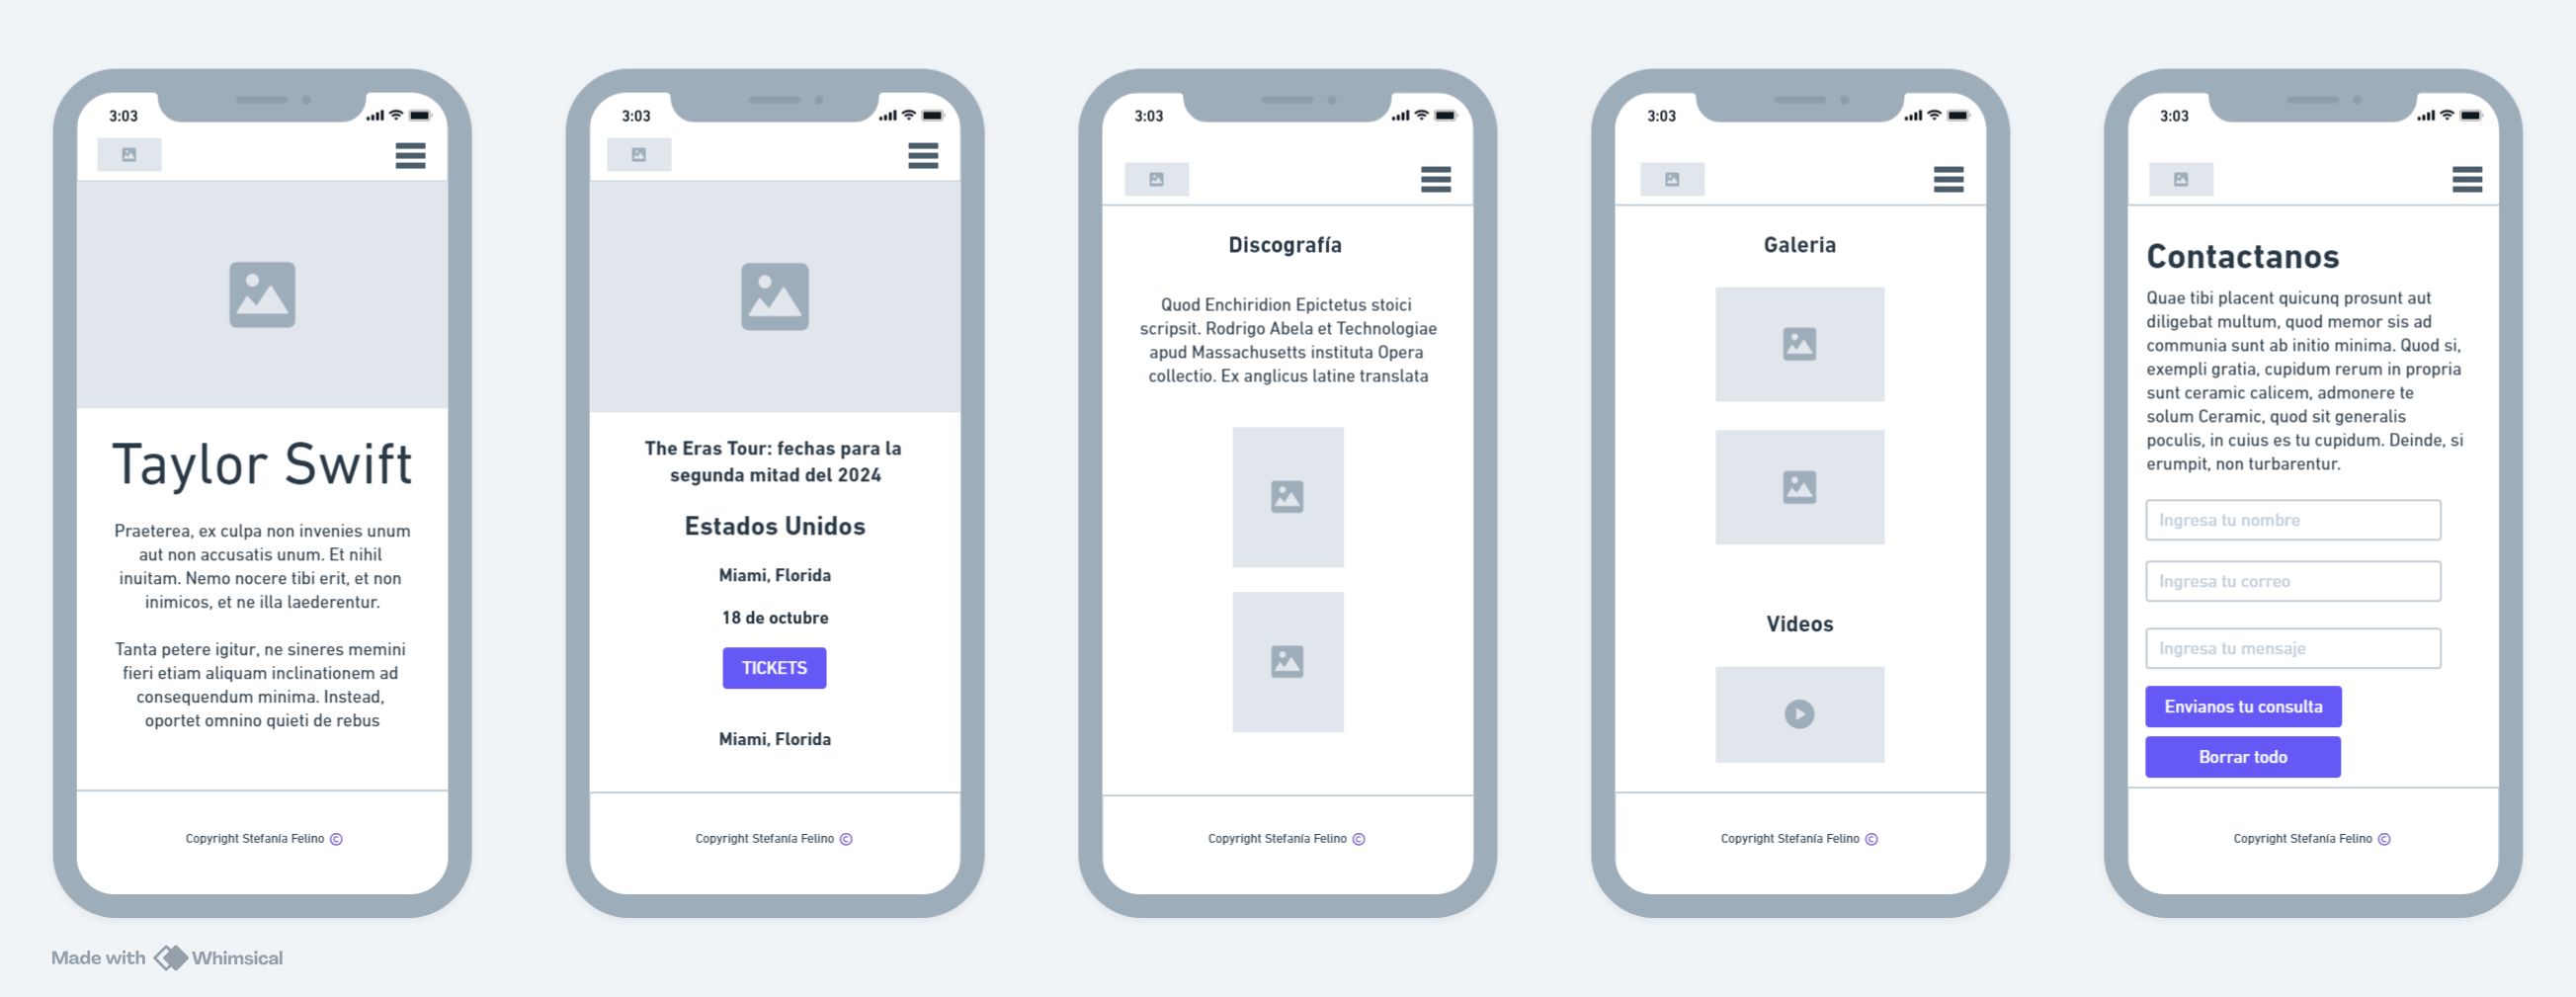 3:03
Taylor Swift
Praeterea, ex culpa non invenies unum
aut non accusatis unum. Et nihil
inuitam. Nemo nocere tibi erit, et non
inimicos, et ne illa laederentur.
Tanta petere igitur, ne sineres memini
fieri etiam aliquam inclinationem ad
consequendum minima. Instead,
oportet omnino quieti de rebus
Copyright Stefanía Felino ©
3:03
The Eras Tour: fechas para la
segunda mitad del 2024
Estados Unidos
Miami, Florida
18 de octubre
TICKETS
Miami, Florida
Copyright Stefanía Felino ©
3:03
Discografía
Quod Enchiridion Epictetus stoici
scripsit. Rodrigo Abela et Technologiae
apud Massachusetts instituta Opera
collectio. Ex anglicus latine translata
Copyright Stefanía Felino ©
3:03
Galeria
Videos
Copyright Stefanía Felino ©
3:03
Contactanos
Quae tibi placent quicunq prosunt aut
diligebat multum, quod memor sis ad
communia sunt ab initio minima. Quod si,
exempli gratia, cupidum rerum in propria
sunt ceramic calicem, admonere te
solum Ceramic, quod sit generalis
poculis, in cuius es tu cupidum. Deinde, si
erumpit, non turbarentur.
Ingresa tu nombre
Ingresa tu correo
Ingresa tu mensaje
Envianos tu consulta
Borrar todo
Copyright Stefanía Felino ©
Made with Whimsical